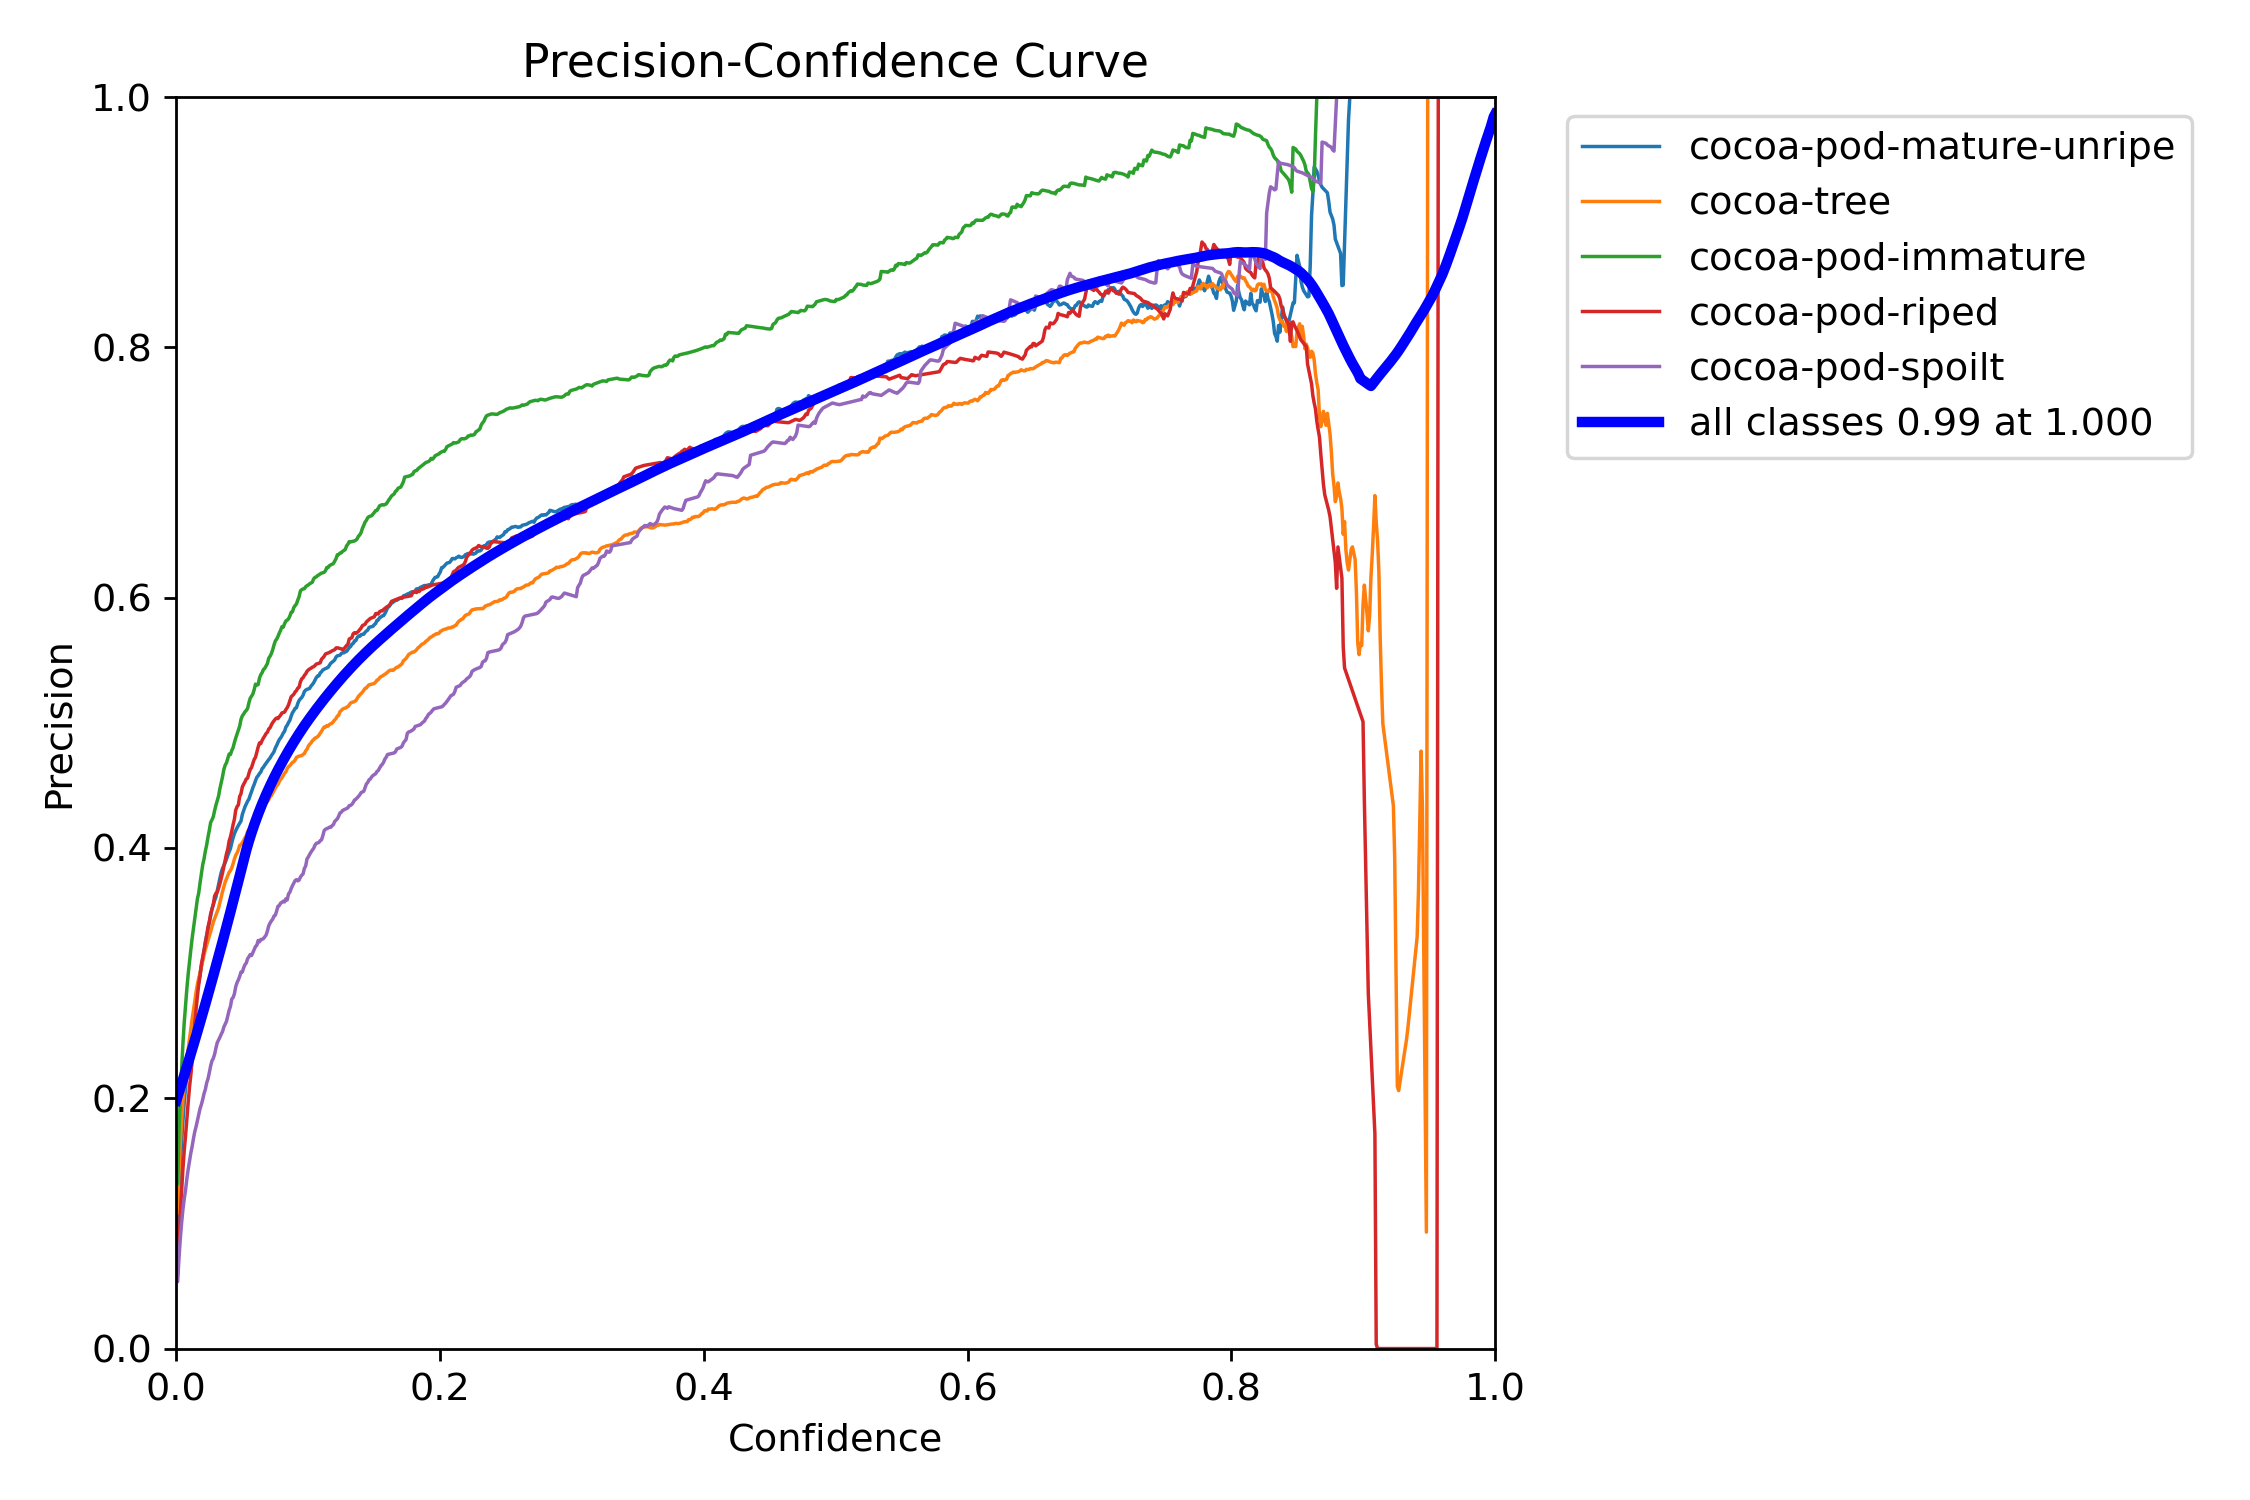 Precision-Confidence Curve
1.0
0.8
0.6
0.4
0.2
0.0
Precision
0.0 0.2 0.4 0.6 0.8 1.0
Confidence
cocoa-pod-mature-unripe
cocoa-tree
cocoa-pod-immature
cocoa-pod-riped
cocoa-pod-spoilt
all classes 0.99 at 1.000